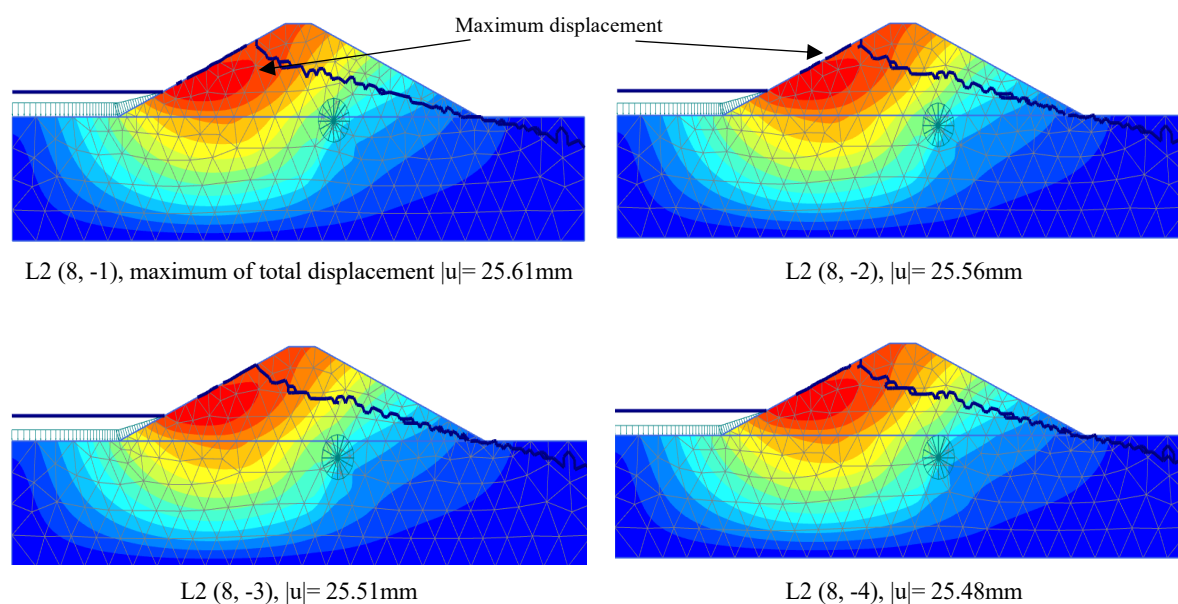 Maximum displacement
L2 (8, -1), maximum of total displacement |u|= 25.61mm
L2 (8, -2), |u|= 25.56mm
L2 (8, -3), |u|= 25.51mm
L2 (8, -4), |u|= 25.48mm